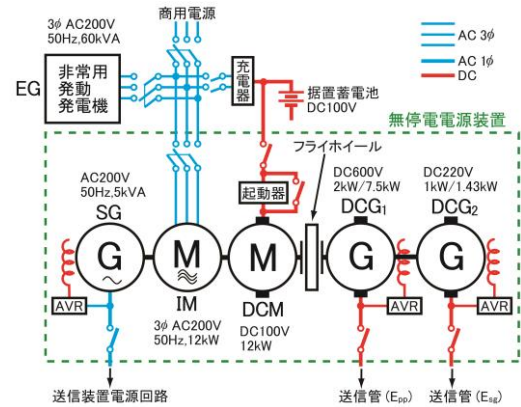 商用電源
3φ AC200V
50Hz,60kVA
EG
非常用
発動
発電機
充電器
据置蓄電池
DC100V
AC 3φ
AC 1φ
DC
無停電電源装置
フライホイール
起動器
AC200V
50Hz,5kVA
SG
G
AVR
M
IM
3φ AC200V
50Hz,12kW
M
DCM
DC100V
12kW
DC600V
2kW/7.5kW
DCG₁
G
AVR
DC220V
1kW/1.43kW
DCG₂
G
AVR
送信装置電源回路
送信管(Epp)
送信管(Esg)